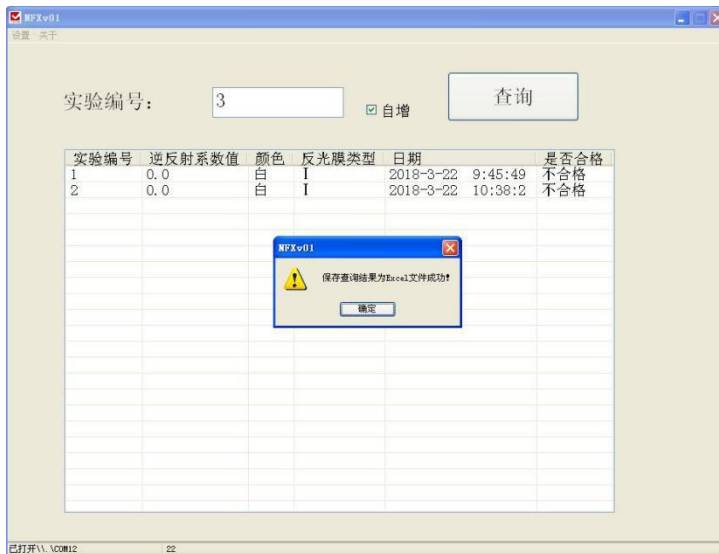 NFXv01
设置 关于
实验编号: 3 自增 查询
实验编号 逆反射系数值 颜色 反光膜类型 日期 是否合格
1 0.0 白 I 2018-3-22 9:45:49 不合格
2 0.0 白 I 2018-3-22 10:38:2 不合格
NFXv01
保存查询结果为Excel文件成功!
确定
已打开\\.\COM12 22